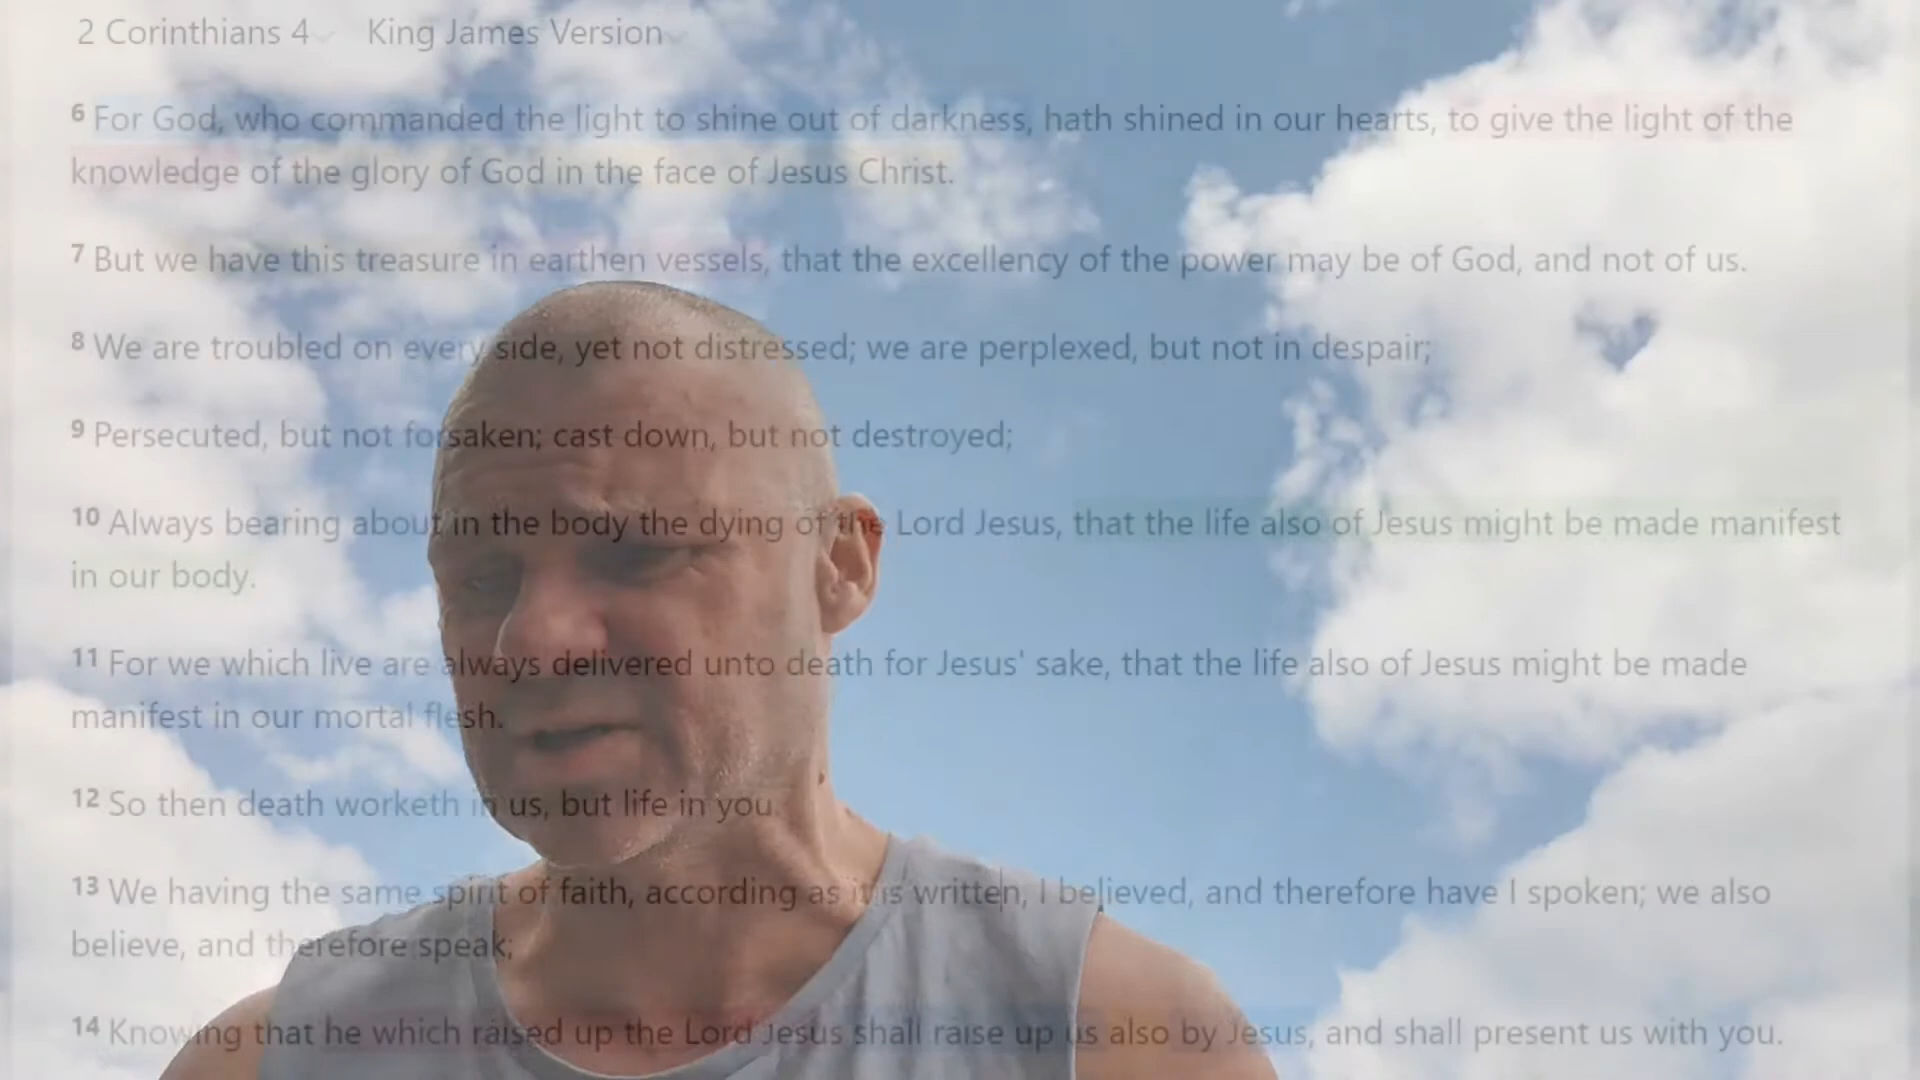 2 Corinthians 4 King James Version
6 For God, who commanded the light to shine out of darkness, hath shined in our hearts, to give the light of the
knowledge of the glory of God in the face of Jesus Christ.
7 But we have this treasure in earthen vessels, that the excellency of the power may be of God, and not of us.
8 We are troubled on every side, yet not distressed; we are perplexed, but not in despair;
9 Persecuted, but not forsaken; cast down, but not destroyed;
10 Always bearing about in the body the dying of the Lord Jesus, that the life also of Jesus might be made manifest
in our body.
11 For we which live are always delivered unto death for Jesus' sake, that the life also of Jesus might be made
manifest in our mortal flesh.
12 So then death worketh in us, but life in you.
13 We having the same spirit of faith, according as it is written, I believed, and therefore have I spoken; we also
believe, and therefore speak;
14 Knowing that he which raised up the Lord Jesus shall raise up us also by Jesus, and shall present us with you.